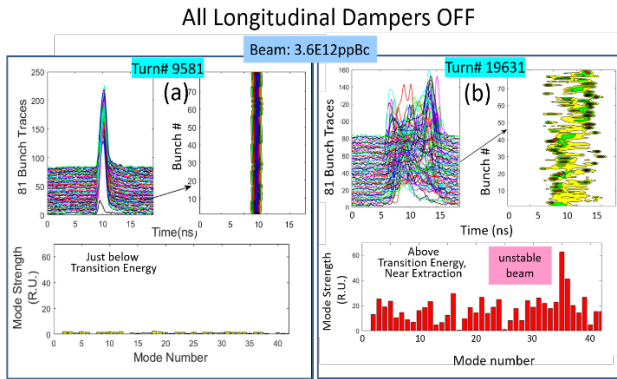 All Longitudinal Dampers OFF
Beam: 3.6E12ppBc
Turn# 9581
(a)
81 Bunch Traces
250
200
150
100
50
0
0 5 10 15
Bunch #
70
60
50
40
30
20
10
0 5 10 15
Time(ns)
Just below
Transition Energy
Mode Strength
(R.U.)
60
40
20
0
0 5 10 15 20 25 30 35 40
Mode Number
Turn# 19631
(b)
81 Bunch Traces
160
140
120
100
80
60
40
20
0
0 5 10 15
Bunch #
70
60
50
40
30
20
10
0 5 10 15
Time (ns)
Above
Transition Energy,
Near Extraction
unstable
beam
Mode Strength
(R.U.)
60
40
20
0
0 10 20 30 40
Mode number